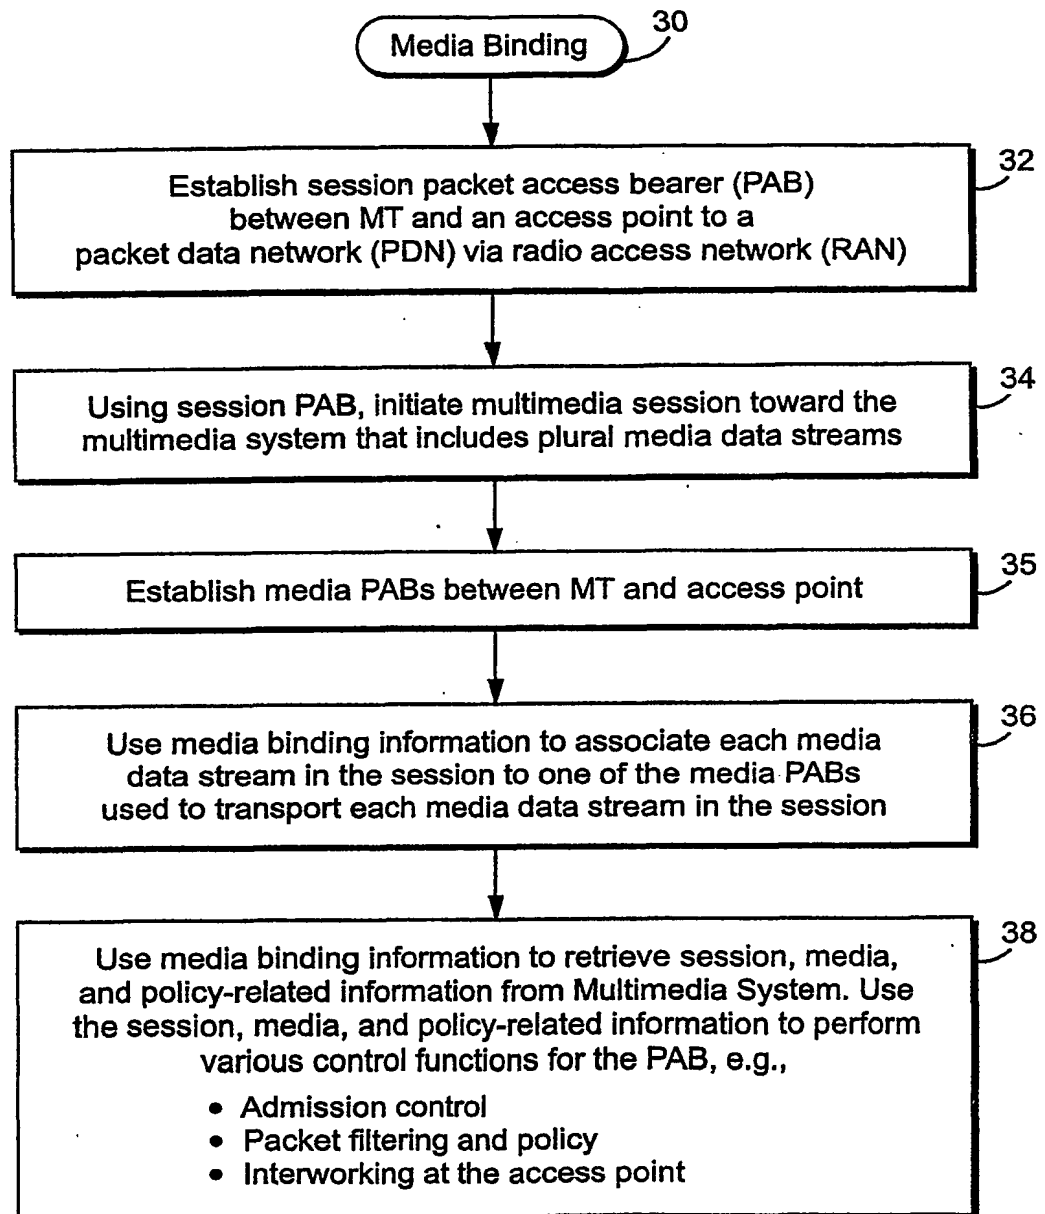 Media Binding
30
32
Establish session packet access bearer (PAB)
between MT and an access point to a
packet data network (PDN) via radio access network (RAN)
34
Using session PAB, initiate multimedia session toward the
multimedia system that includes plural media data streams
35
Establish media PABs between MT and access point
36
Use media binding information to associate each media
data stream in the session to one of the media PABs
used to transport each media data stream in the session
38
Use media binding information to retrieve session, media,
and policy-related information from Multimedia System. Use
the session, media, and policy-related information to perform
various control functions for the PAB, e.g.,
• Admission control
• Packet filtering and policy
• Interworking at the access point